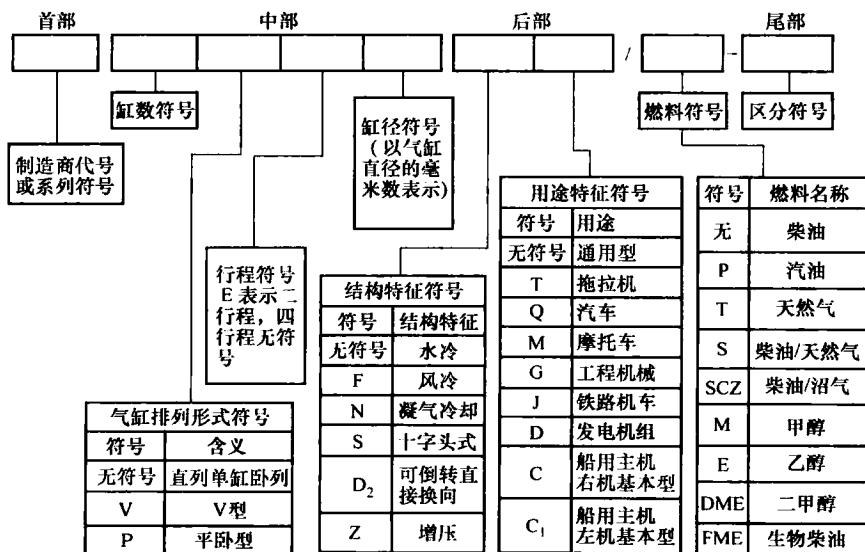 首部
中部
后部
尾部
/
-
缸数符号
缸径符号
(以气缸
直径的毫
米数表示)
燃料符号
区分符号
制造商代号
或系列符号
行程符号
E表示二
行程,四
行程无符
号
气缸排列形式符号
符号 含义
无符号 直列单缸卧列
V V型
P 平卧型
结构特征符号
符号 结构特征
无符号 水冷
F 风冷
N 凝气冷却
S 十字头式
D₂ 可倒转直
接换向
Z 增压
用途特征符号
符号 用途
无符号 通用型
T 拖拉机
Q 汽车
M 摩托车
G 工程机械
J 铁路机车
D 发电机组
C 船用主机
右机基本型
C₁ 船用主机
左机基本型
符号 燃料名称
无 柴油
P 汽油
T 天然气
S 柴油/天然气
SCZ 柴油/沼气
M 甲醇
E 乙醇
DME 二甲醇
FME 生物柴油